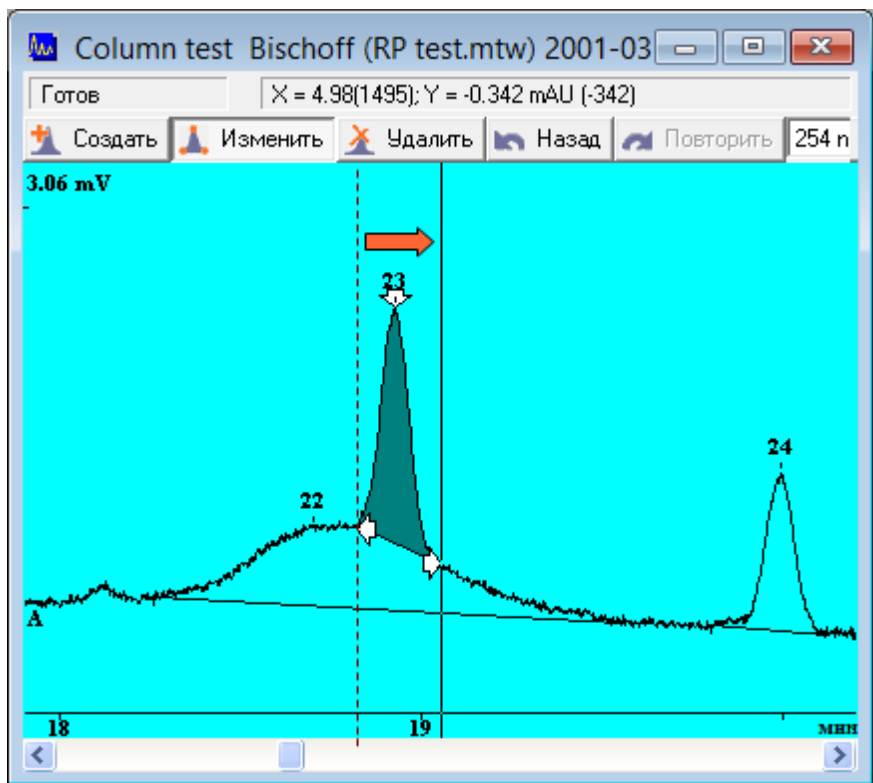 Column test Bischoff (RP test.mtw) 2001-03
Готов X = 4.98(1495); Y = -0.342 mAU (-342)
Создать Изменить Удалить Назад Повторить 254 n
3.06 mV
23
24
22
A
18 19 мин